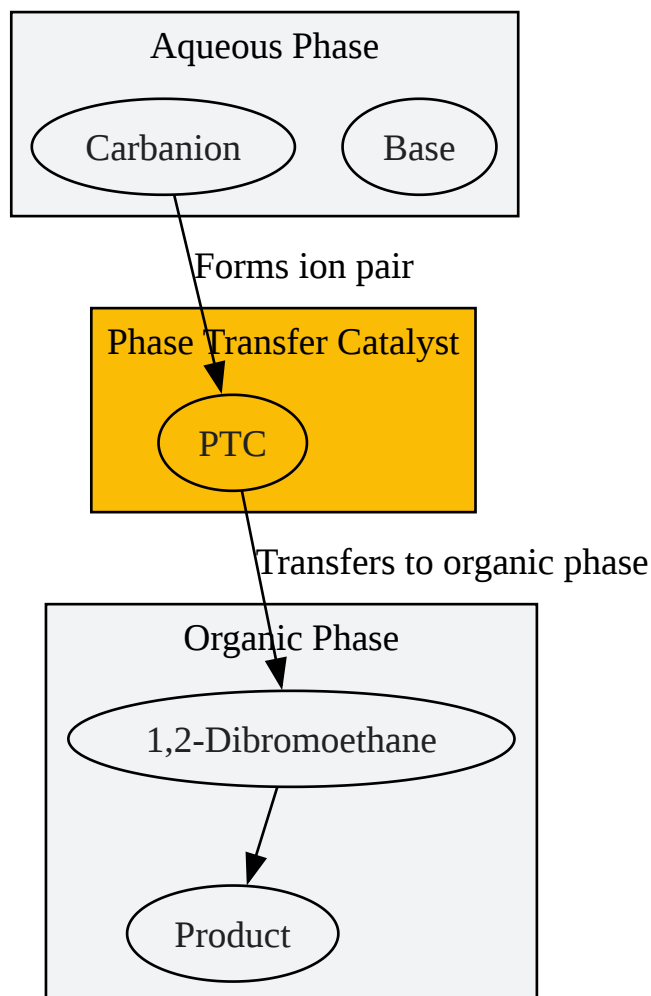 Aqueous Phase
Carbanion
Base
Forms ion pair
Phase Transfer Catalyst
PTC
Transfers to organic phase
Organic Phase
1,2-Dibromoethane
Product